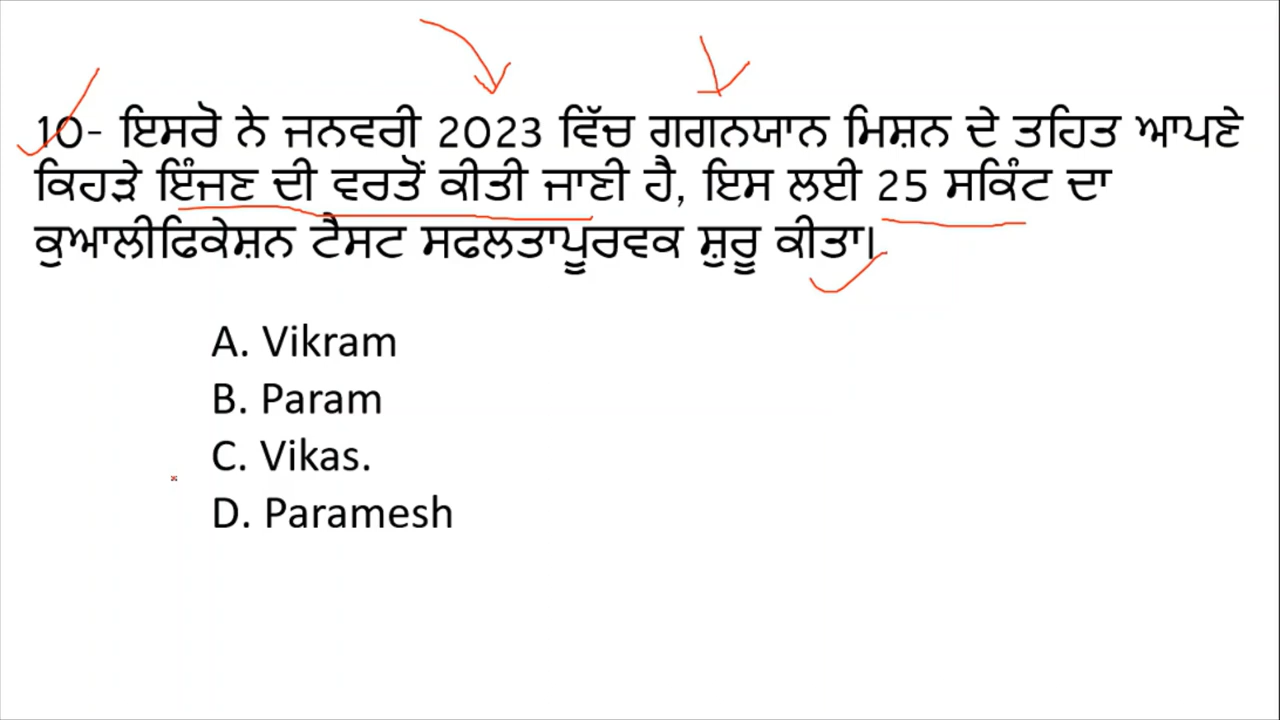 10- ਇਸਰੋ ਨੇ ਜਨਵਰੀ 2023 ਵਿੱਚ ਗਗਨਯਾਨ ਮਿਸ਼ਨ ਦੇ ਤਹਿਤ ਆਪਣੇ
ਕਿਹੜੇ ਇੰਜਣ ਦੀ ਵਰਤੋਂ ਕੀਤੀ ਜਾਣੀ ਹੈ, ਇਸ ਲਈ 25 ਸਕਿੰਟ ਦਾ
ਕੁਆਲੀਫਿਕੇਸ਼ਨ ਟੈਸਟ ਸਫਲਤਾਪੂਰਵਕ ਸ਼ੁਰੂ ਕੀਤਾ।
A. Vikram
B. Param
C. Vikas.
D. Paramesh